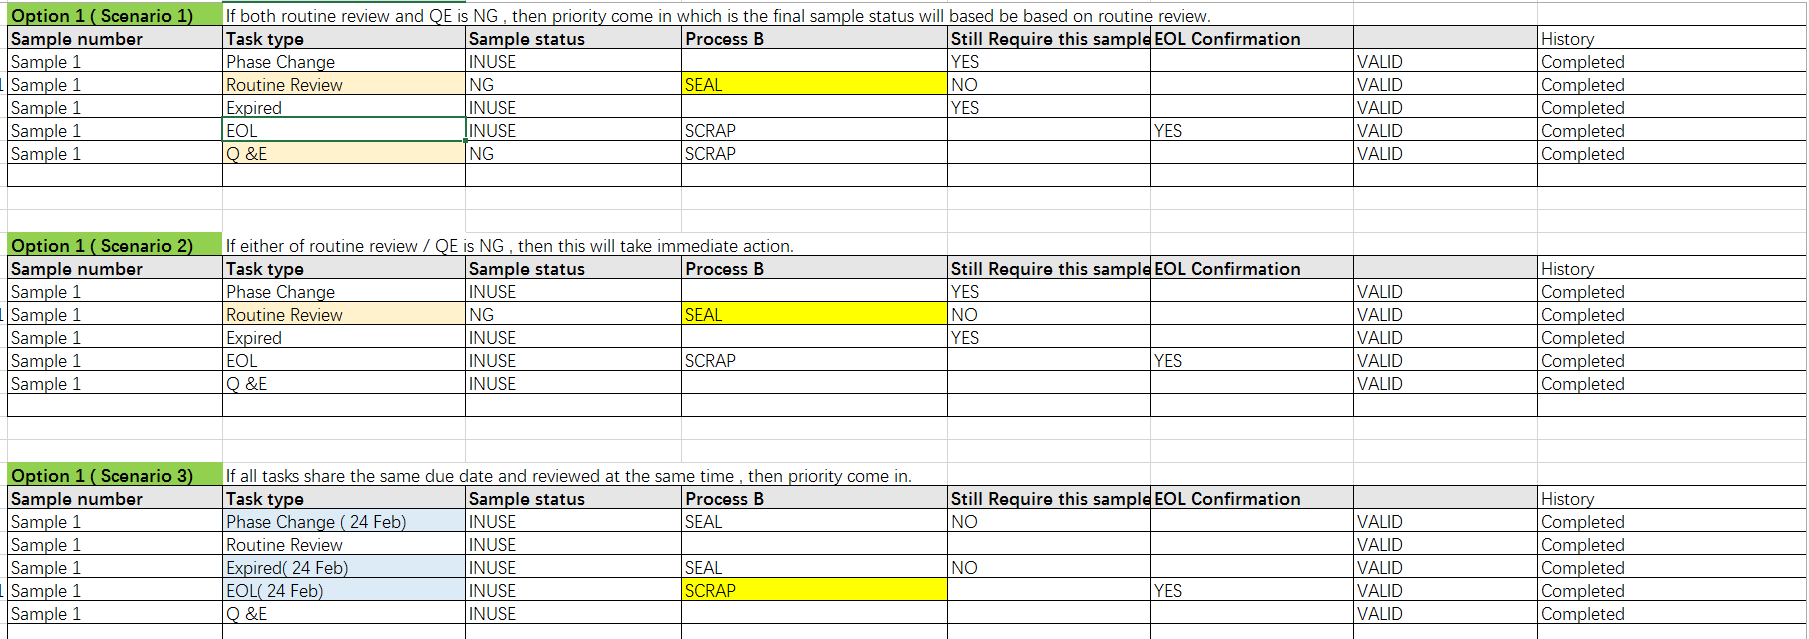 Option 1 ( Scenario 1) If both routine review and QE is NG , then priority come in which is the final sample status will based be based on routine review.
Sample number Task type Sample status Process B Still Require this sample EOL Confirmation History
Sample 1 Phase Change INUSE YES VALID Completed
Sample 1 Routine Review NG SEAL NO VALID Completed
Sample 1 Expired INUSE YES VALID Completed
Sample 1 EOL INUSE SCRAP YES VALID Completed
Sample 1 Q &E NG SCRAP VALID Completed
Option 1 ( Scenario 2) If either of routine review / QE is NG , then this will take immediate action.
Sample number Task type Sample status Process B Still Require this sample EOL Confirmation History
Sample 1 Phase Change INUSE YES VALID Completed
Sample 1 Routine Review NG SEAL NO VALID Completed
Sample 1 Expired INUSE YES VALID Completed
Sample 1 EOL INUSE SCRAP YES VALID Completed
Sample 1 Q &E INUSE VALID Completed
Option 1 ( Scenario 3) If all tasks share the same due date and reviewed at the same time , then priority come in.
Sample number Task type Sample status Process B Still Require this sample EOL Confirmation History
Sample 1 Phase Change ( 24 Feb) INUSE SEAL NO VALID Completed
Sample 1 Routine Review INUSE VALID Completed
Sample 1 Expired( 24 Feb) INUSE SEAL NO VALID Completed
Sample 1 EOL( 24 Feb) INUSE SCRAP YES VALID Completed
Sample 1 Q &E INUSE VALID Completed